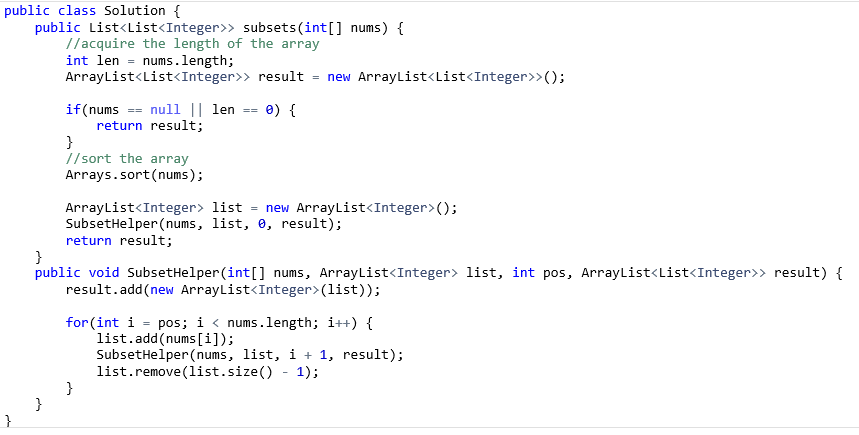 public class Solution {
    public List<List<Integer>> subsets(int[] nums) {
        //acquire the length of the array
        int len = nums.length;
        ArrayList<List<Integer>> result = new ArrayList<List<Integer>>();

        if(nums == null || len == 0) {
            return result;
        }
        //sort the array
        Arrays.sort(nums);

        ArrayList<Integer> list = new ArrayList<Integer>();
        SubsetHelper(nums, list, 0, result);
        return result;
    }
    public void SubsetHelper(int[] nums, ArrayList<Integer> list, int pos, ArrayList<List<Integer>> result) {
        result.add(new ArrayList<Integer>(list));

        for(int i = pos; i < nums.length; i++) {
            list.add(nums[i]);
            SubsetHelper(nums, list, i + 1, result);
            list.remove(list.size() - 1);
        }
    }
}